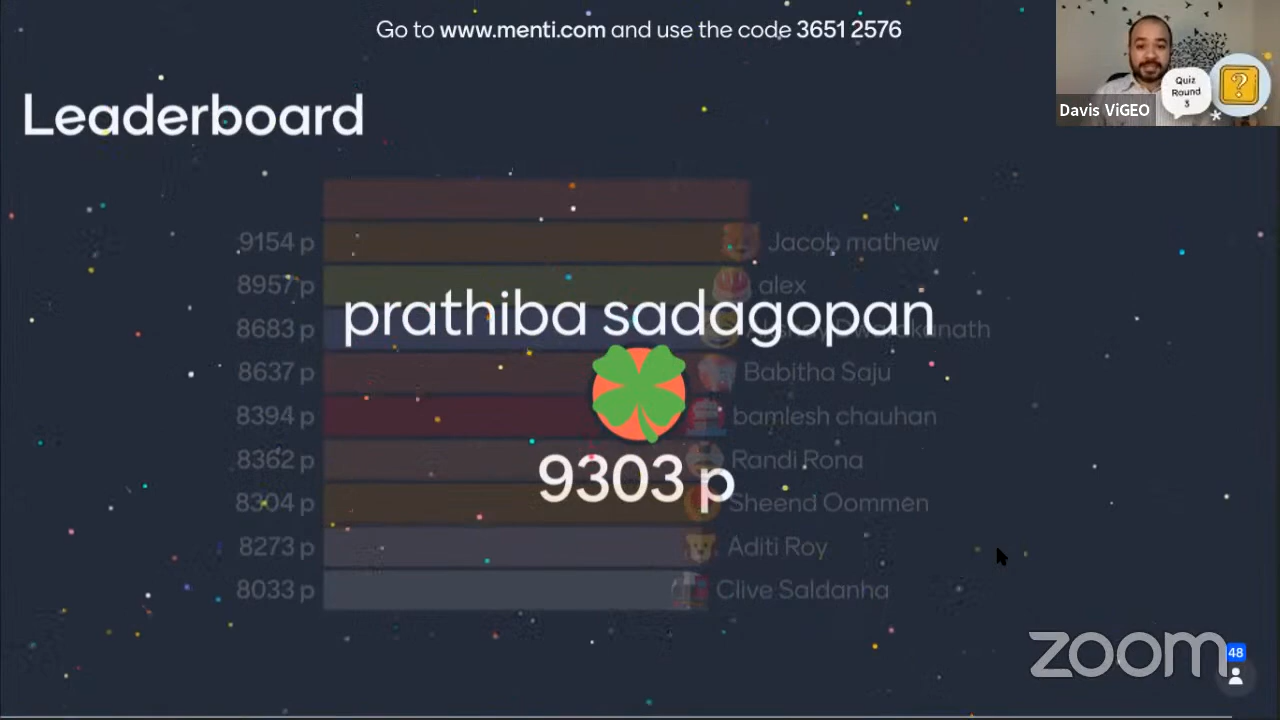 Go to www.menti.com and use the code 3651 2576
Quiz
Round
3
Davis ViGEO
Leaderboard
9154 p Jacob mathew
8957 p alex
prathiba sadagopan
8683 p
8637 p Babitha Saju
8394 p bamlesh chauhan
9303 p
8362 p Randi Rona
8304 p Sheend Oommen
8273 p Aditi Roy
8033 p Clive Saldanha
zoom
48